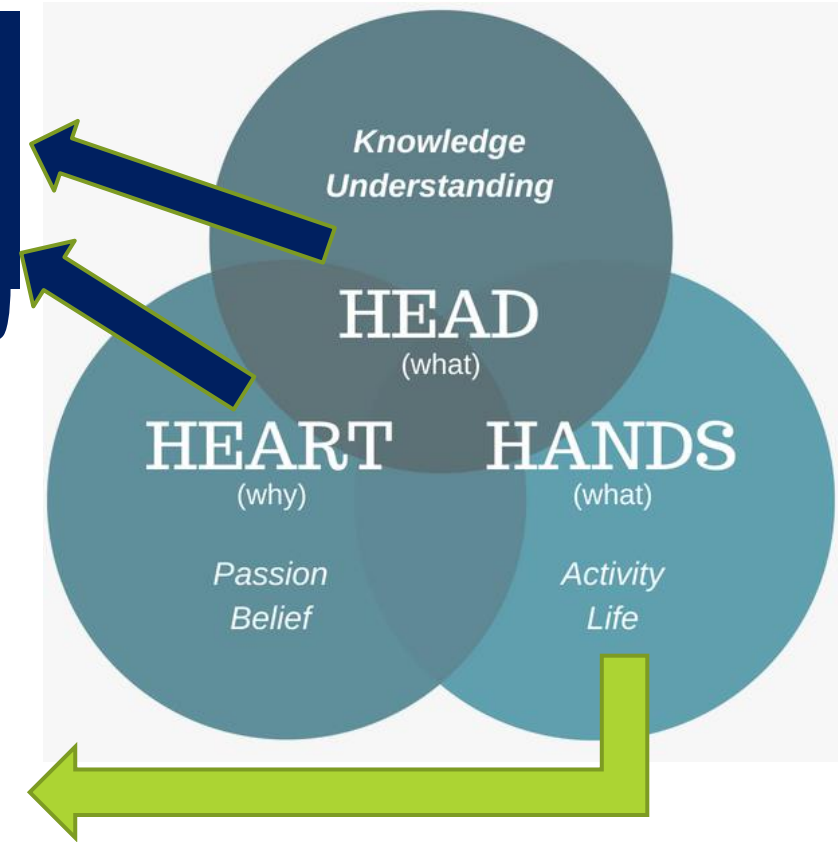 Knowledge
Understanding
HEAD
(what)
HEART
(why)
Passion
Belief
HANDS
(what)
Activity
Life